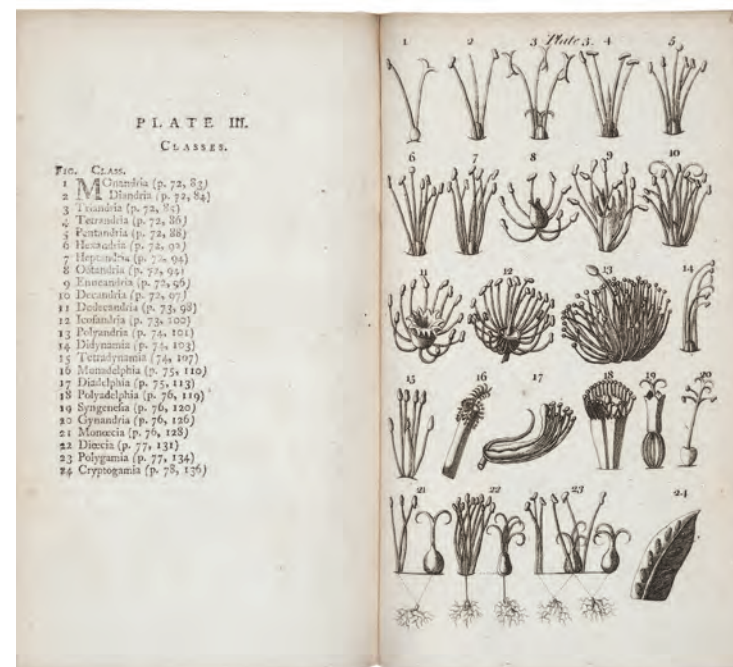 PLATE III.
CLASSES.
FIG. CLASS.
1 MOnandria (p. 72, 83)
2 Diandria (p. 72, 84)
3 Triandria (p. 72, 85)
4 Tetrandria (p. 72, 86)
5 Pentandria (p. 72, 88)
6 Hexandria (p. 72, 92)
7 Heptandria (p. 72, 94)
8 Octandria (p. 72, 94)
9 Enneandria (p. 72, 96)
10 Decandria (p. 72, 97)
11 Dodecandria (p. 73, 98)
12 Icosandria (p. 73, 100)
13 Polyandria (p. 74, 101)
14 Didynamia (p. 74, 103)
15 Tetradynamia (74, 107)
16 Monadelphia (p. 75, 110)
17 Diadelphia (p. 75, 113)
18 Polyadelphia (p. 76, 119)
19 Syngenesia (p. 76, 120)
20 Gynandria (p. 76, 126)
21 Monœcia (p. 76, 128)
22 Diœcia (p. 77, 131)
23 Polygamia (p. 77, 134)
24 Cryptogamia (p. 78, 136)
Plate 3.
1 2 3 4 5
6 7 8 9 10
11 12 13 14
15 16 17 18 19 20
21 22 23 24